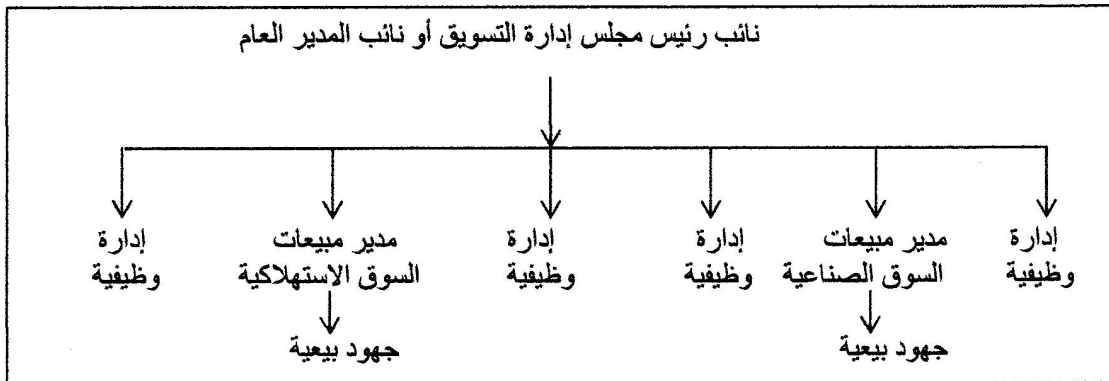 نائب رئيس مجلس إدارة التسويق أو نائب المدير العام
إدارة
وظيفية
مدير مبيعات
السوق الصناعية
إدارة
وظيفية
إدارة
وظيفية
مدير مبيعات
السوق الاستهلاكية
إدارة
وظيفية
جهود بيعية
جهود بيعية